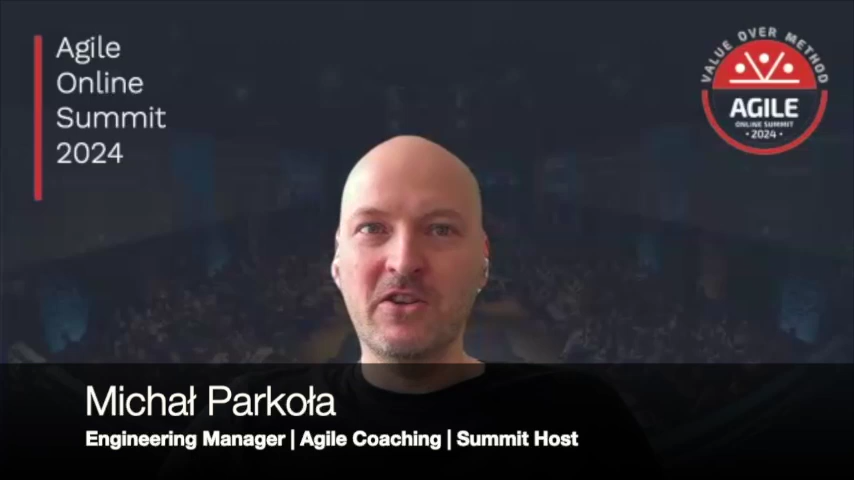 Agile
Online
Summit
2024
VALUE OVER METHOD
AGILE
ONLINE SUMMIT
• 2024 •
Michał Parkoła
Engineering Manager | Agile Coaching | Summit Host